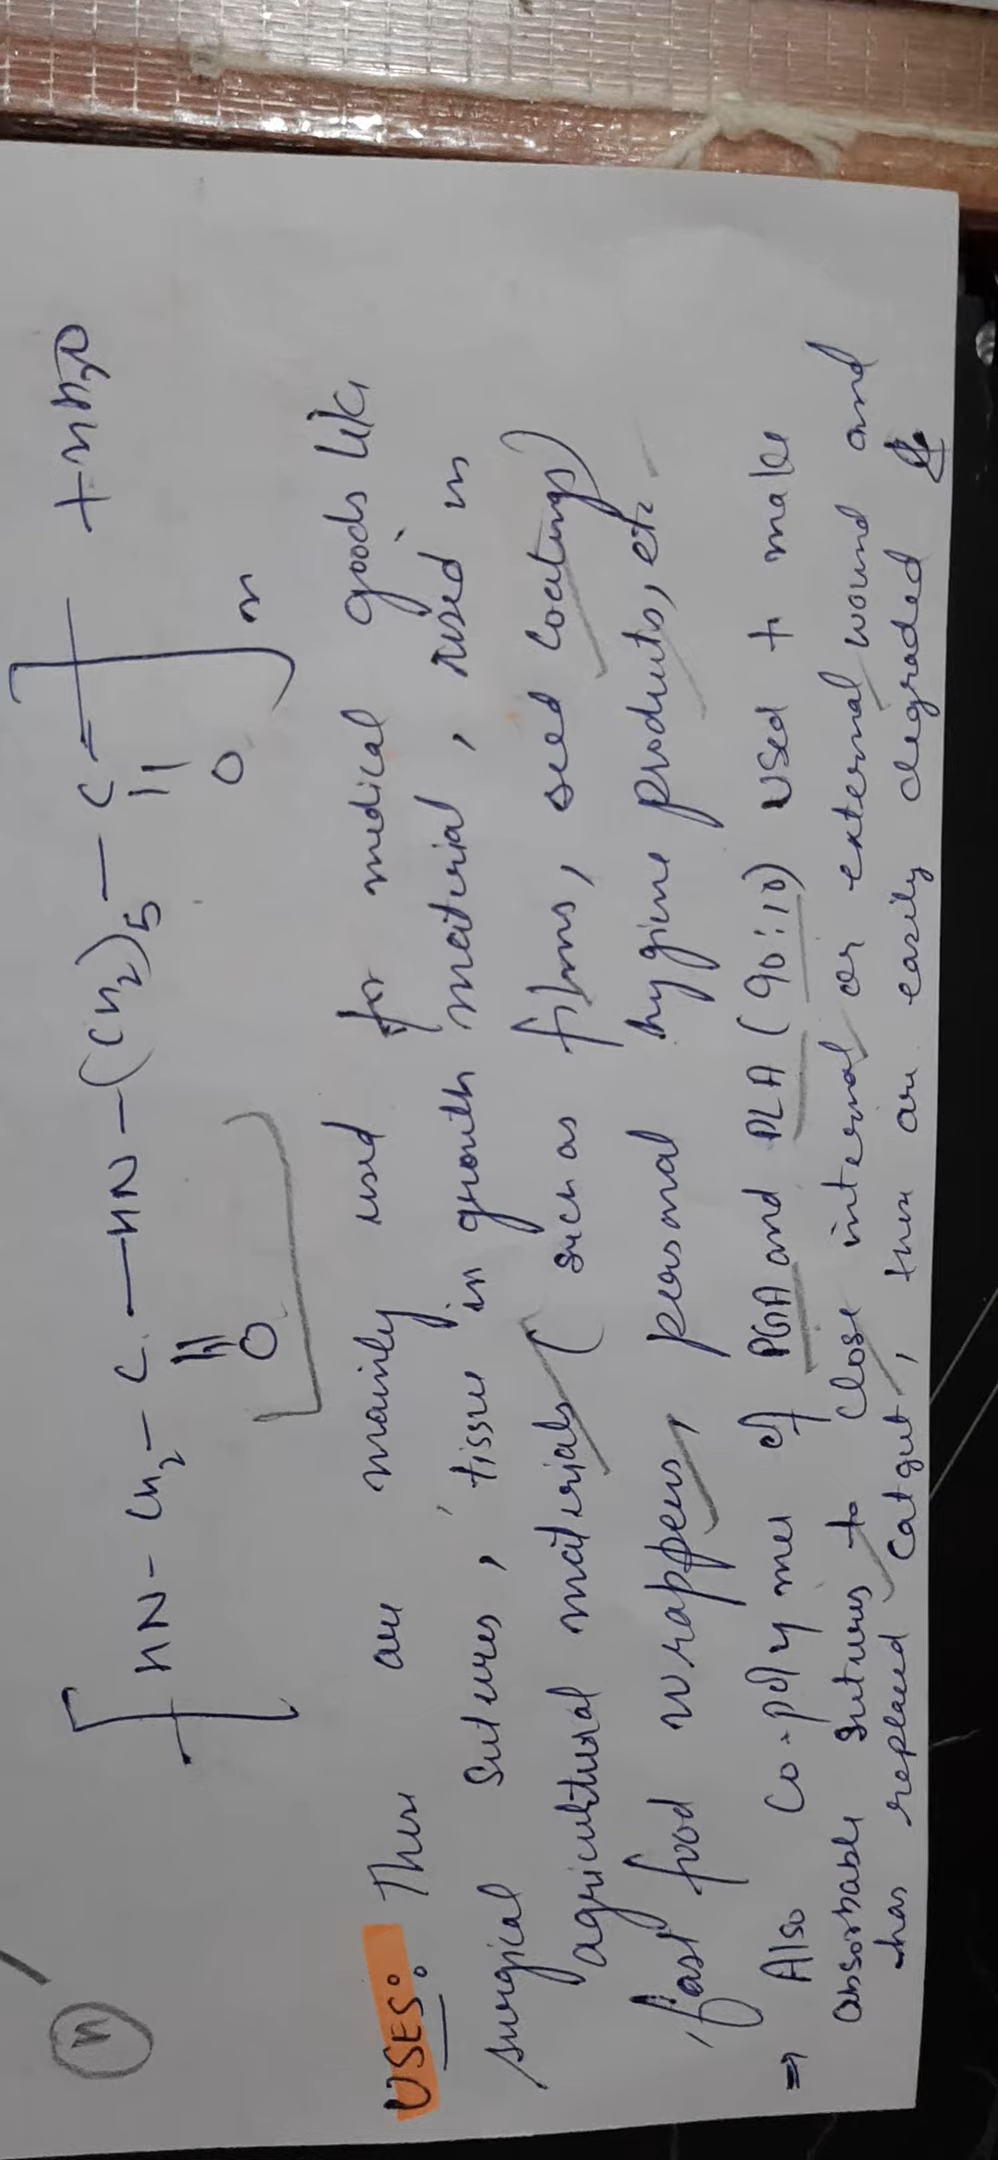 n
[HN-CH2-C-HN-(CH2)5-C]n +nH2O
O O
USES: These are mainly used for medical goods like
surgical sutures, tissue in growth material, used in
agricultural materials (such as films, seed coatings)
fast food wrappers, personal hygiene products, etc
⇒ Also co-polymer of PGA and PLA (90:10) used to make
absorbable sutures to close internal or external wound and
has replaced catgut, there are easily degraded